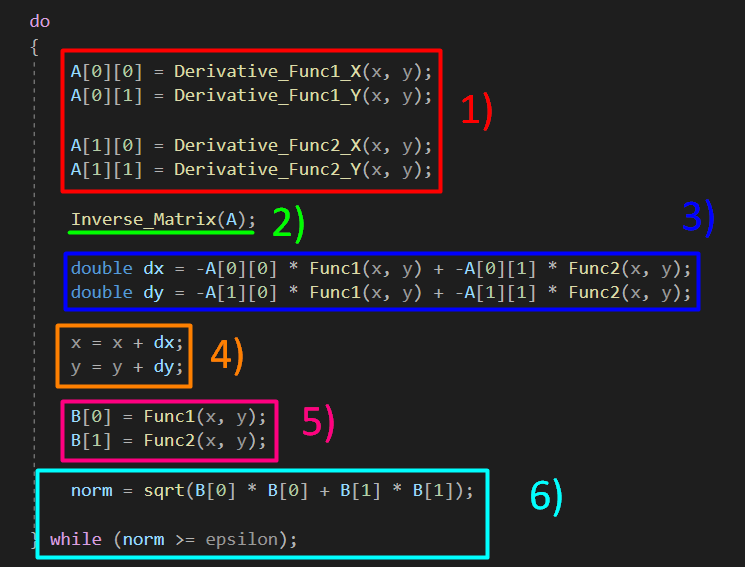 do
{
A[0][0] = Derivative_Func1_X(x, y);
A[0][1] = Derivative_Func1_Y(x, y);
1)
A[1][0] = Derivative_Func2_X(x, y);
A[1][1] = Derivative_Func2_Y(x, y);
Inverse_Matrix(A);
2)
3)
double dx = -A[0][0] * Func1(x, y) + -A[0][1] * Func2(x, y);
double dy = -A[1][0] * Func1(x, y) + -A[1][1] * Func2(x, y);
x = x + dx;
y = y + dy;
4)
B[0] = Func1(x, y);
B[1] = Func2(x, y);
5)
norm = sqrt(B[0] * B[0] + B[1] * B[1]);
6)
} while (norm >= epsilon);